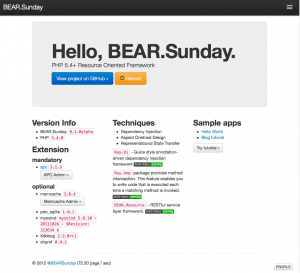 BEAR.Sunday
Hello, BEAR.Sunday.
PHP 5.4+ Resource Oriented Framework
View project on GitHub »
Refresh
Version Info
BEAR.Sunday 0.1.0alpha
PHP 5.4.0
Extension
mandatory
apc 3.1.9
APC Admin »
optional
memcache 3.0.4
Memcache Admin »
pdo_sqlite 1.0.1
mysqlnd mysqlnd 5.0.10 - 20111026 - $Revision: 323634 $
Xdebug
xhprof 0.9.2
Techniques
Dependency Injection
Aspect Oriented Design
Representational State Transfer
Ray.Di - Guice style annotation-driven dependency injection framework
Ray.Aop package provides method interception. This feature enables you to write code that is executed each time a matching method is invoked.
BEAR.Resource - RESTful service layer framework.
Sample apps
Hello World
Blog tutorial
Try tutorial »
© 2012 @BEARSunday (72.50 page / sec)
PROFILE